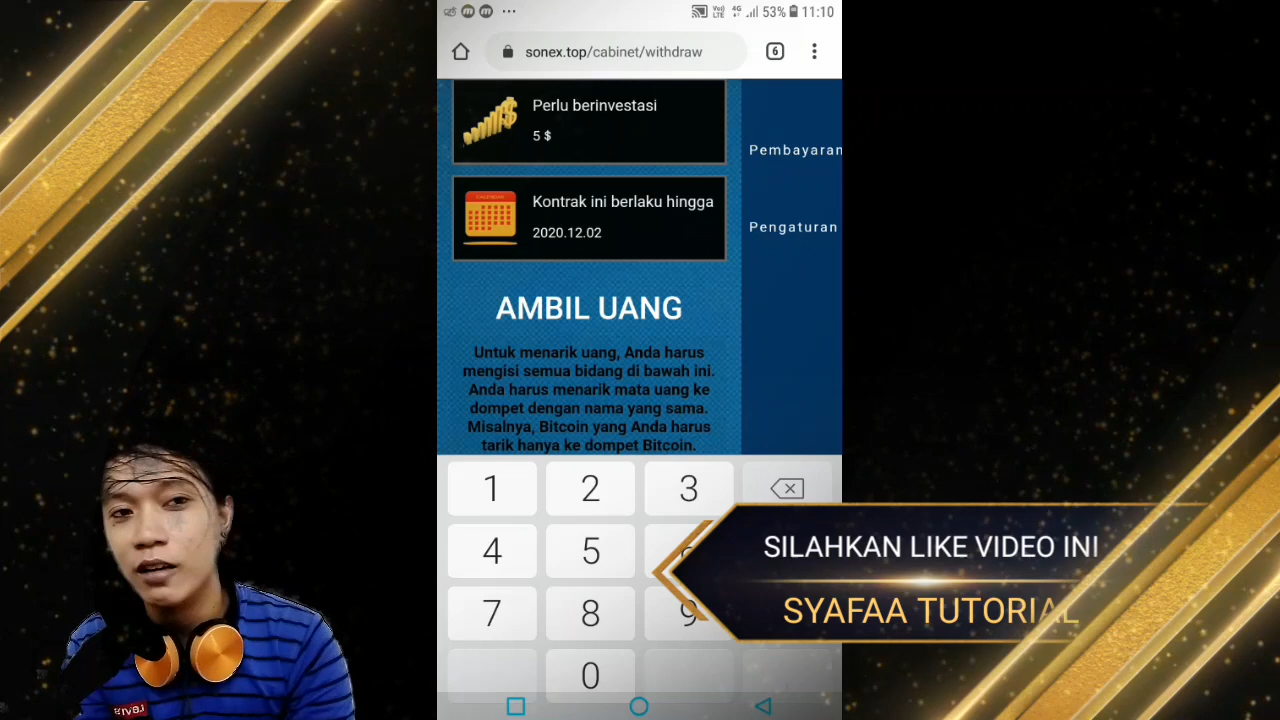 53% 11:10
sonex.top/cabinet/withdraw
6
Perlu berinvestasi
5 $
Pembayaran
CALENDAR
Kontrak ini berlaku hingga
2020.12.02
Pengaturan
AMBIL UANG
Untuk menarik uang, Anda harus
mengisi semua bidang di bawah ini.
Anda harus menarik mata uang ke
dompet dengan nama yang sama.
Misalnya, Bitcoin yang Anda harus
tarik hanya ke dompet Bitcoin.
1 2 3
4 5 6
7 8 9
0
SILAHKAN LIKE VIDEO INI
SYAFAA TUTORIAL